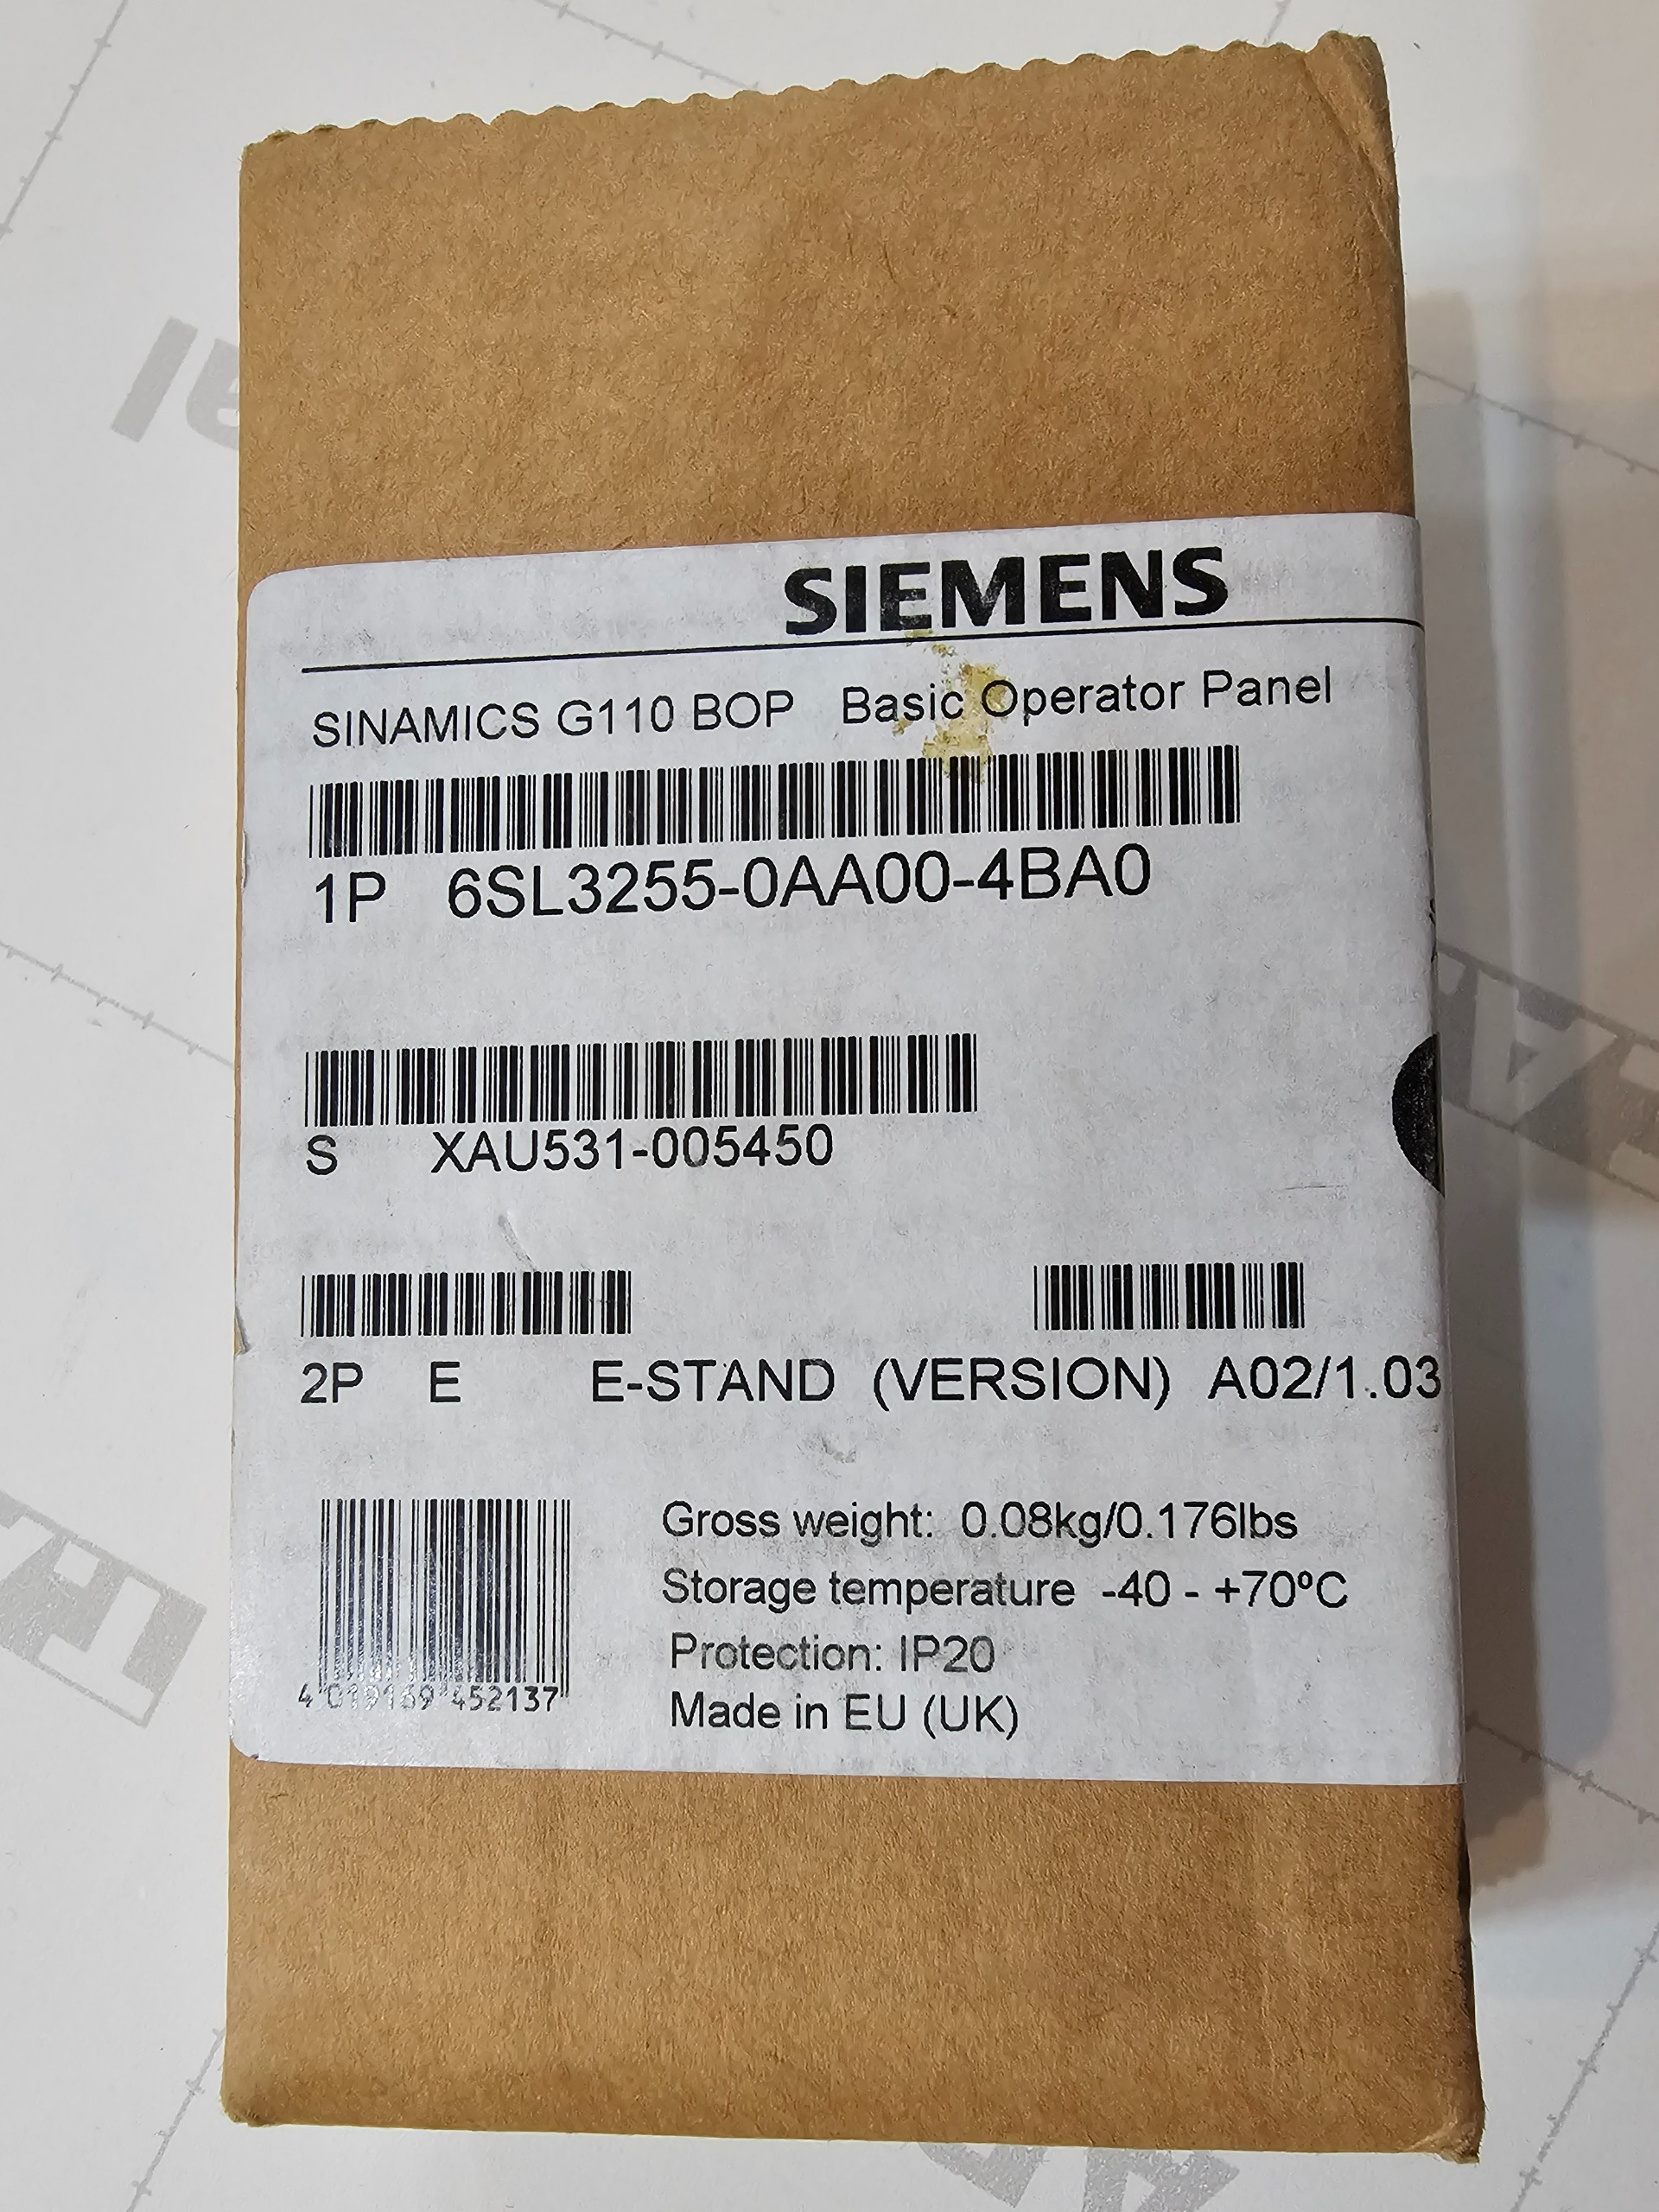 SIEMENS
SINAMICS G110 BOP Basic Operator Panel
1P 6SL3255-0AA00-4BA0
S XAU531-005450
2P E E-STAND (VERSION) A02/1.03
Gross weight: 0.08kg/0.176lbs
Storage temperature -40 - +70ºC
Protection: IP20
4 019169 452137
Made in EU (UK)